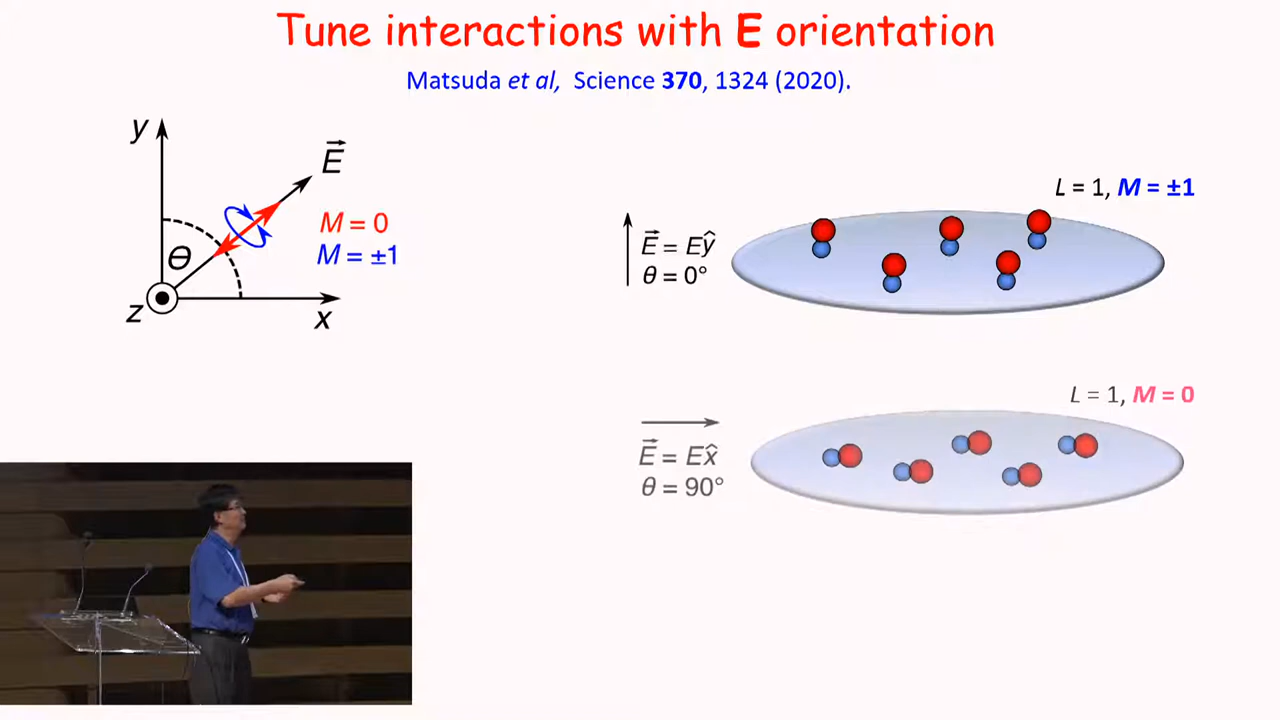 Tune interactions with E orientation
Matsuda et al, Science 370, 1324 (2020).
y
E⃗
M = 0
M = ±1
θ
z
x
L = 1, M = ±1
E⃗ = Eŷ
θ = 0°
L = 1, M = 0
E⃗ = Ex̂
θ = 90°